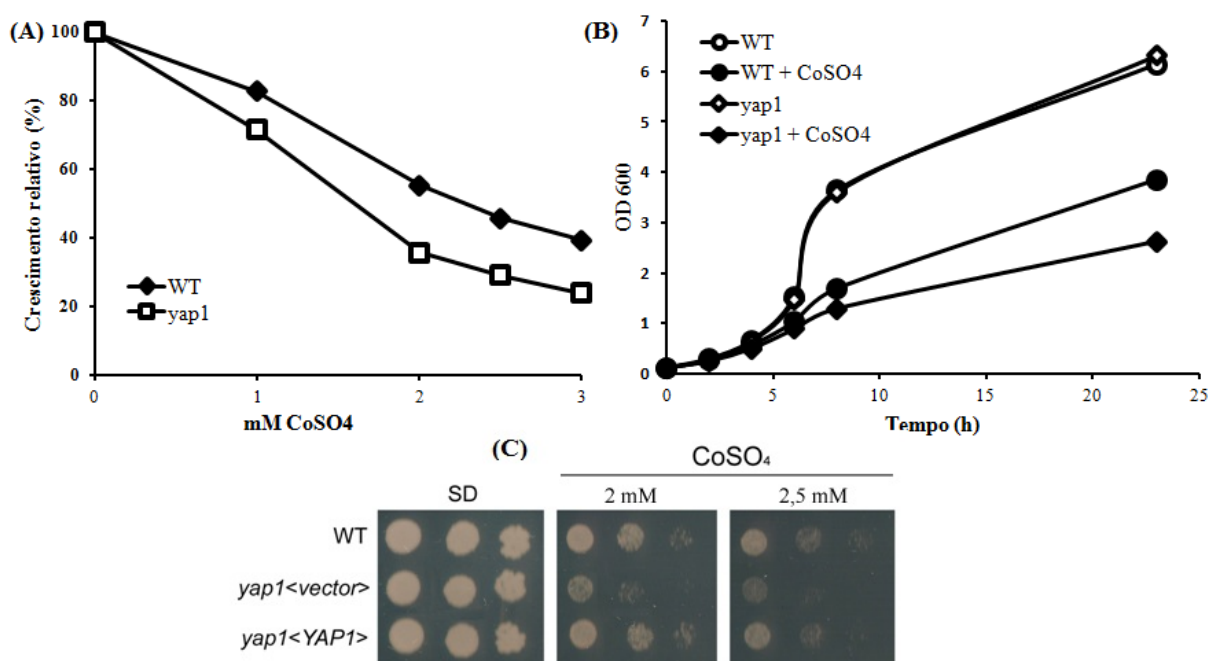 (A)
Crescimento relativo (%)
100
80
60
40
20
0
WT
yap1
0
1
2
3
mM CoSO4
(B)
OD 600
7
6
5
4
3
2
1
0
WT
WT + CoSO4
yap1
yap1 + CoSO4
0
5
10
15
20
25
Tempo (h)
(C)
CoSO₄
SD
2 mM
2,5 mM
WT
yap1<vector>
yap1<YAP1>